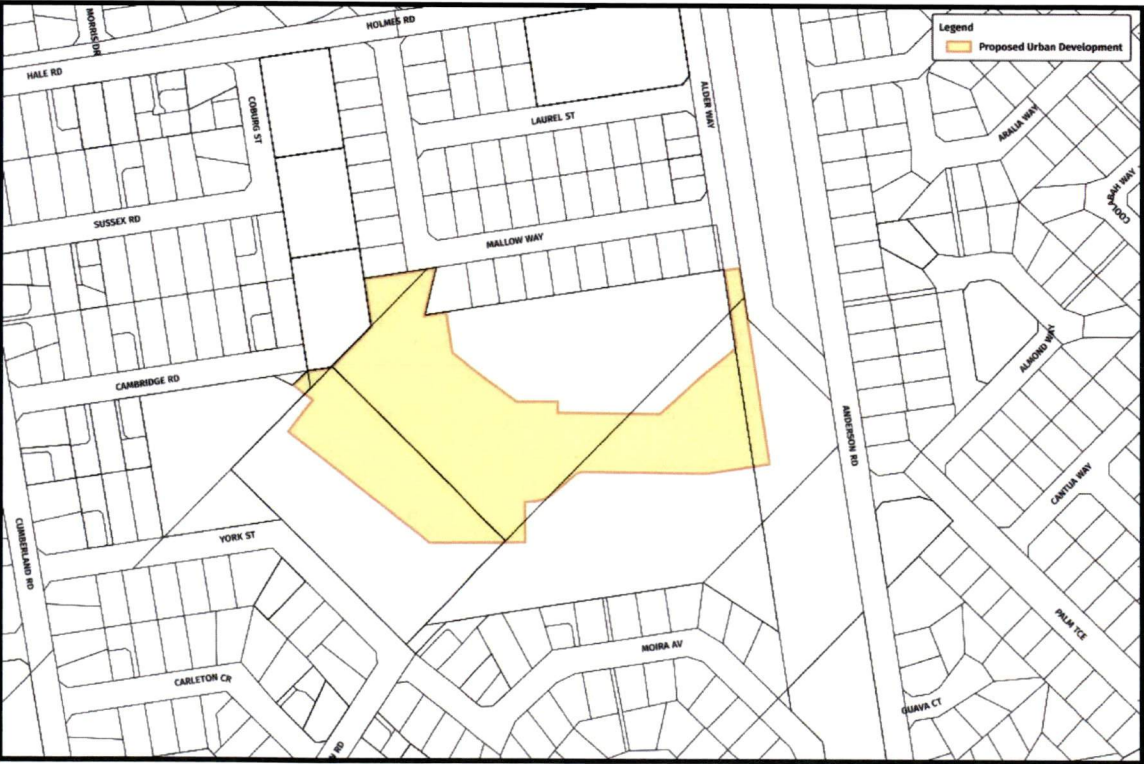 MORRIS DR
HOLMES RD
HALE RD
Legend
Proposed Urban Development
COBURG ST
LAUREL ST
ALDER WAY
ARALIA WAY
COOLABAH WAY
SUSSEX RD
MALLOW WAY
ALMOND WAY
CAMBRIDGE RD
ANDERSON RD
CANTUA WAY
CUMBERLAND RD
YORK ST
PALM TCE
MOIRA AV
CARLETON CR
GUAVA CT
RD